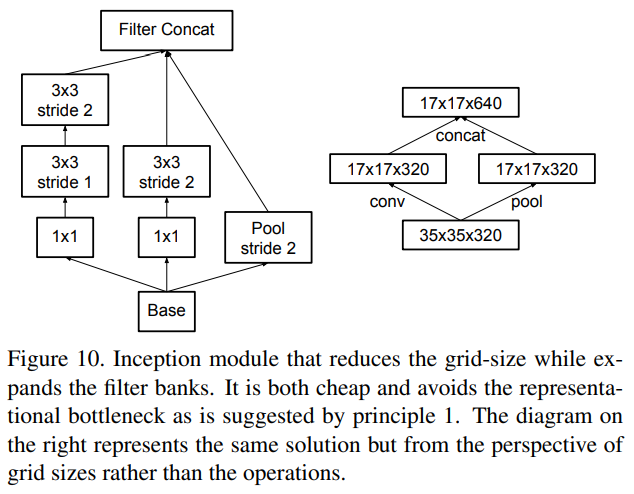 Filter Concat
3x3
stride 2
3x3
stride 1
3x3
stride 2
1x1
1x1
Pool
stride 2
Base
17x17x640
concat
17x17x320
17x17x320
conv
pool
35x35x320
Figure 10. Inception module that reduces the grid-size while ex-
pands the filter banks. It is both cheap and avoids the representa-
tional bottleneck as is suggested by principle 1. The diagram on
the right represents the same solution but from the perspective of
grid sizes rather than the operations.